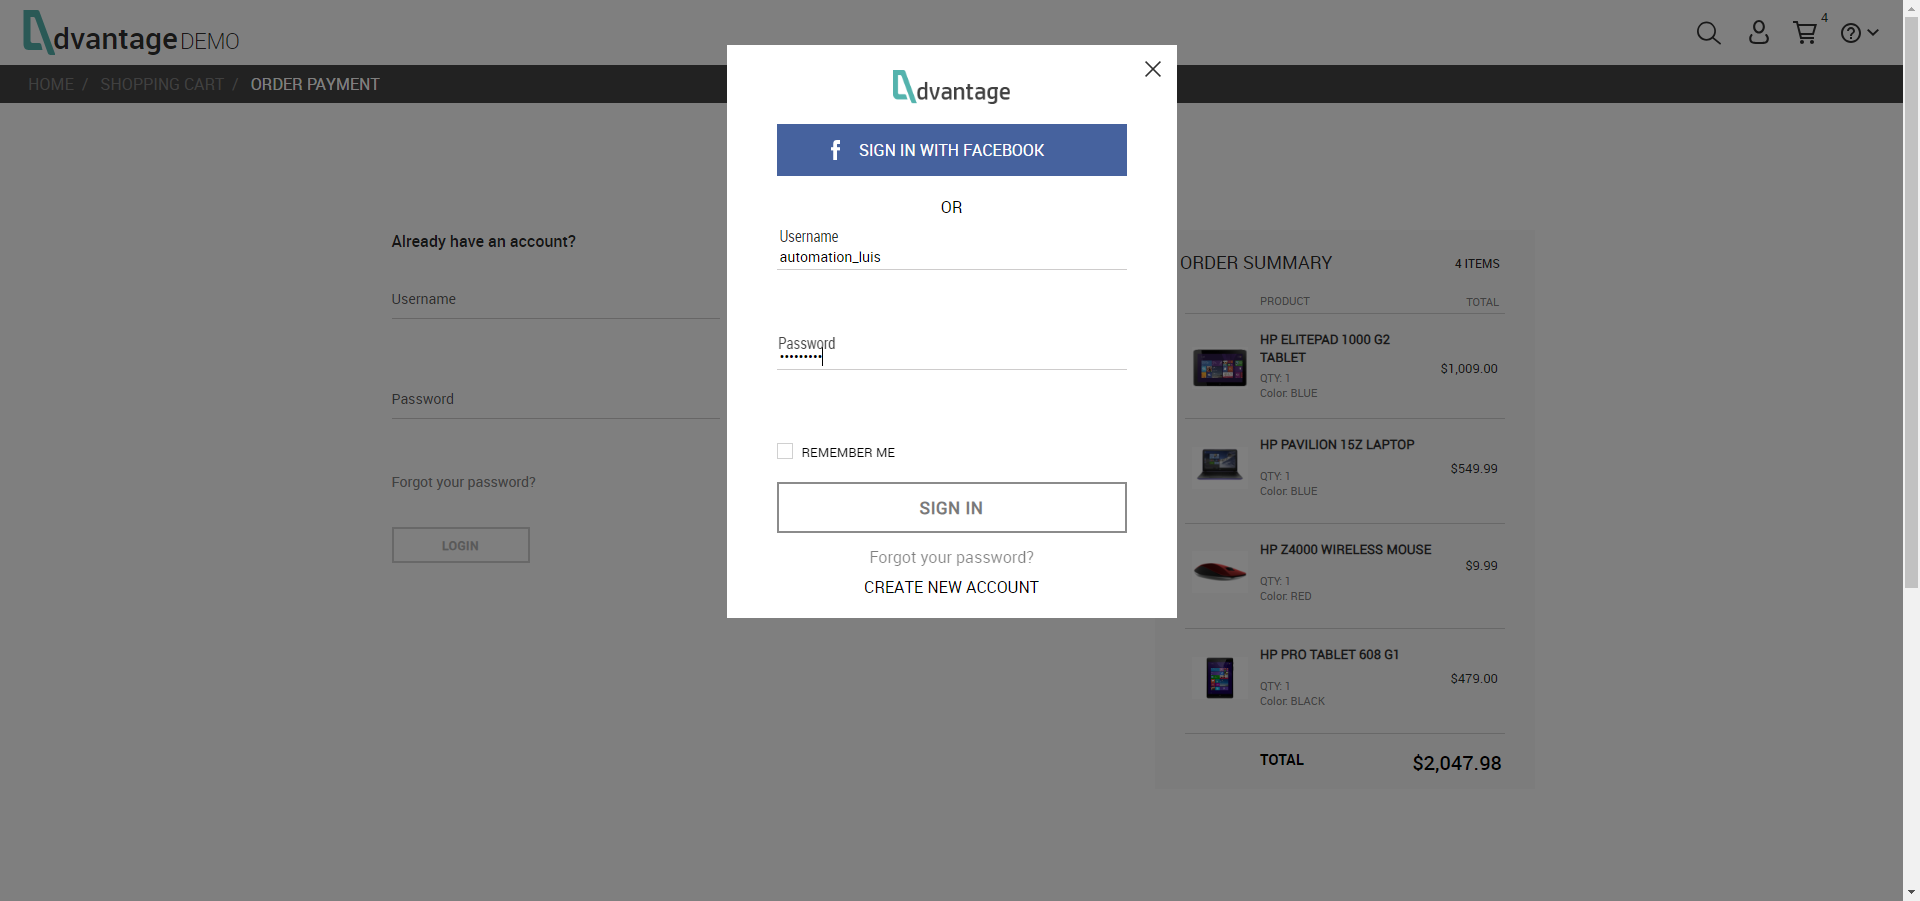 dvantage DEMO
4
HOME / SHOPPING CART / ORDER PAYMENT
dvantage
SIGN IN WITH FACEBOOK
OR
Username
automation_luis
Password
•••••••••
REMEMBER ME
SIGN IN
Forgot your password?
CREATE NEW ACCOUNT
Already have an account?
Username
Password
Forgot your password?
LOGIN
ORDER SUMMARY 4 ITEMS
PRODUCT TOTAL
HP ELITEPAD 1000 G2
TABLET
QTY: 1
Color: BLUE
$1,009.00
HP PAVILION 15Z LAPTOP
QTY: 1
Color: BLUE
$549.99
HP Z4000 WIRELESS MOUSE
QTY: 1
Color: RED
$9.99
HP PRO TABLET 608 G1
QTY: 1
Color: BLACK
$479.00
TOTAL $2,047.98